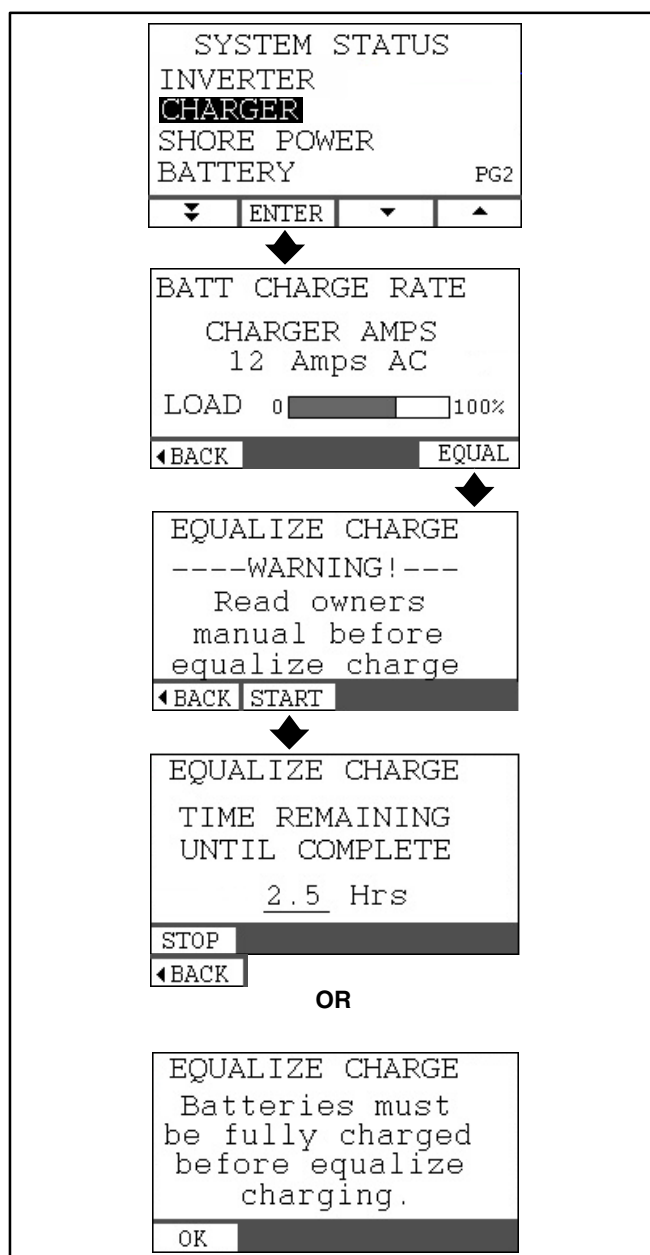 SYSTEM STATUS
INVERTER
CHARGER
SHORE POWER
BATTERY PG2
ENTER
BATT CHARGE RATE
CHARGER AMPS
12 Amps AC
LOAD 0 100%
BACK EQUAL
EQUALIZE CHARGE
----WARNING!---
Read owners
manual before
equalize charge
BACK START
EQUALIZE CHARGE
TIME REMAINING
UNTIL COMPLETE
2.5 Hrs
STOP
BACK
OR
EQUALIZE CHARGE
Batteries must
be fully charged
before equalize
charging.
OK